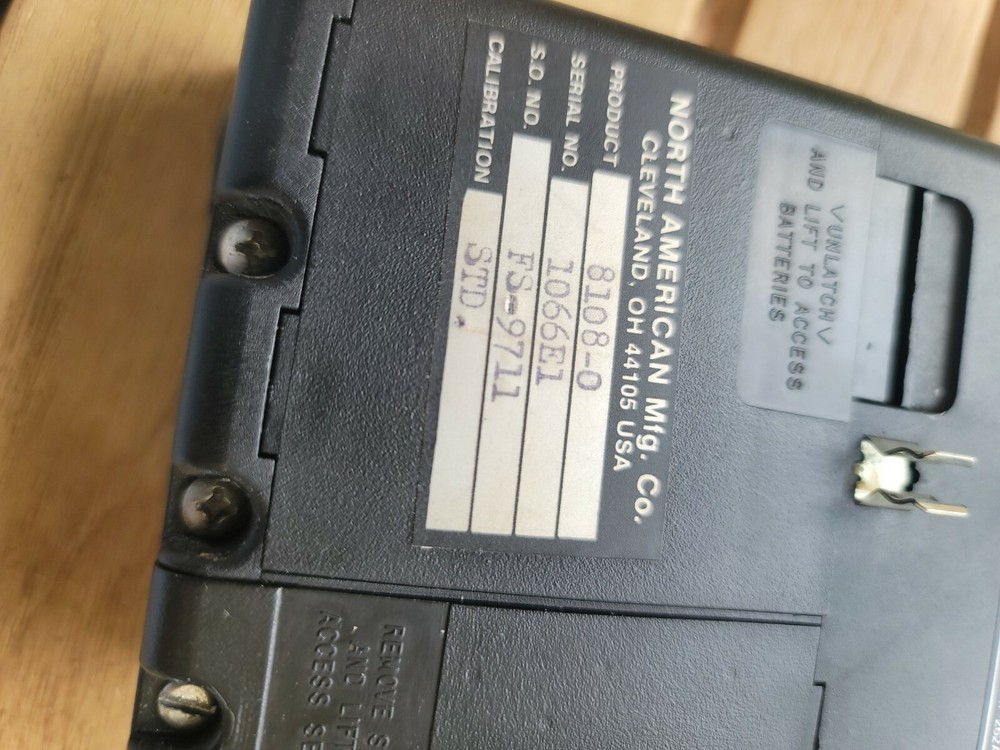 NORTH AMERICAN Mfg. Co.
CLEVELAND, OH 44105 USA
PRODUCT 8108-0
SERIAL NO. 1066E1
S.O. NO. FS-9711
CALIBRATION STD.
UNLATCH
AND LIFT TO ACCESS
BATTERIES
REMOVE
AND LIFT
ACCESS